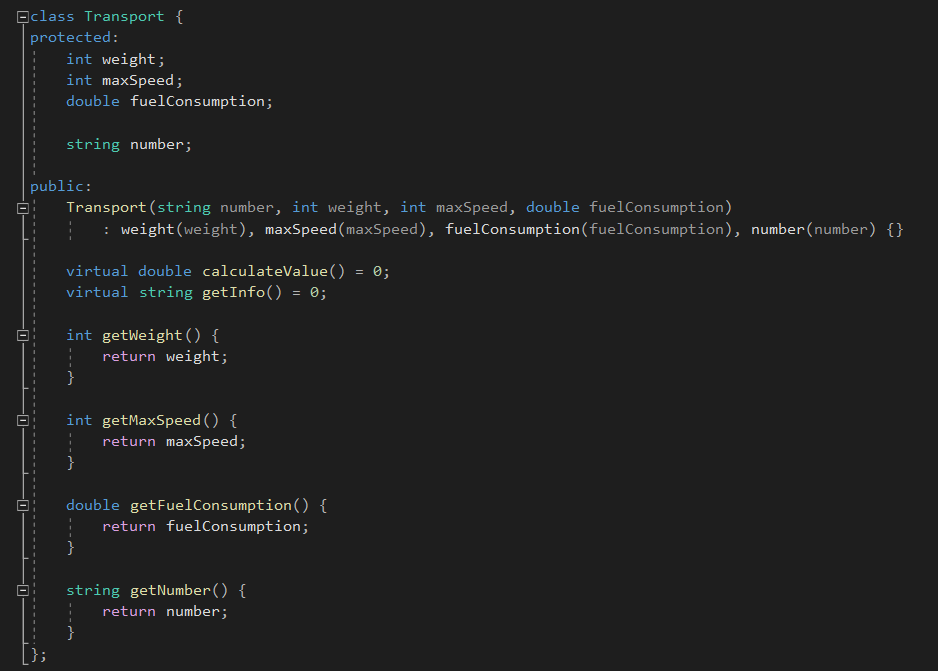 class Transport {
protected:
    int weight;
    int maxSpeed;
    double fuelConsumption;

    string number;

public:
    Transport(string number, int weight, int maxSpeed, double fuelConsumption)
        : weight(weight), maxSpeed(maxSpeed), fuelConsumption(fuelConsumption), number(number) {}

    virtual double calculateValue() = 0;
    virtual string getInfo() = 0;

    int getWeight() {
        return weight;
    }

    int getMaxSpeed() {
        return maxSpeed;
    }

    double getFuelConsumption() {
        return fuelConsumption;
    }

    string getNumber() {
        return number;
    }
};